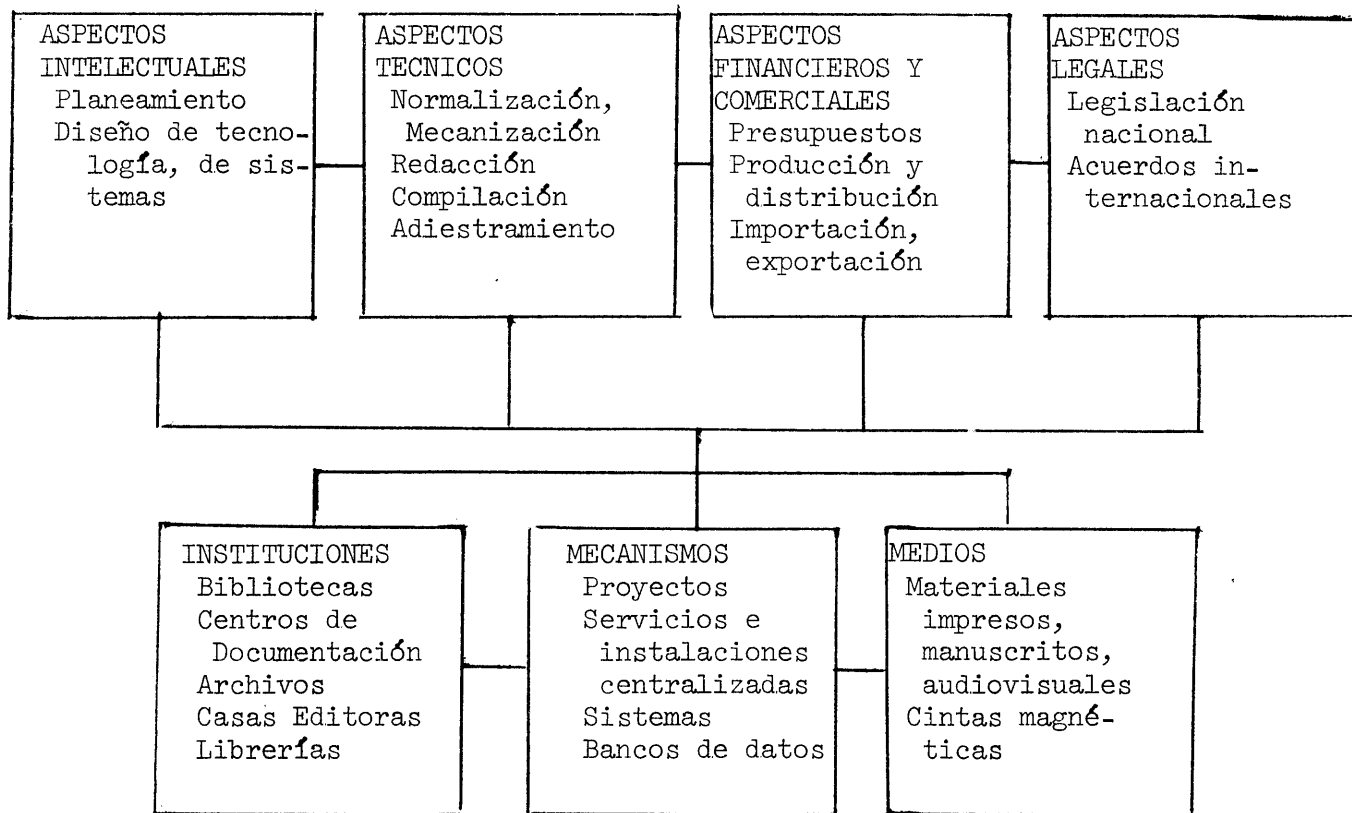 ASPECTOS
INTELECTUALES
Planeamiento
Diseño de tecno-
logía, de sis-
temas
ASPECTOS
TECNICOS
Normalización,
Mecanización
Redacción
Compilación
Adiestramiento
ASPECTOS
FINANCIEROS Y
COMERCIALES
Presupuestos
Producción y
distribución
Importación,
exportación
ASPECTOS
LEGALES
Legislación
nacional
Acuerdos in-
ternacionales
INSTITUCIONES
Bibliotecas
Centros de
Documentación
Archivos
Casas Editoras
Librerías
MECANISMOS
Proyectos
Servicios e
instalaciones
centralizadas
Sistemas
Bancos de datos
MEDIOS
Materiales
impresos,
manuscritos,
audiovisuales
Cintas magné-
ticas